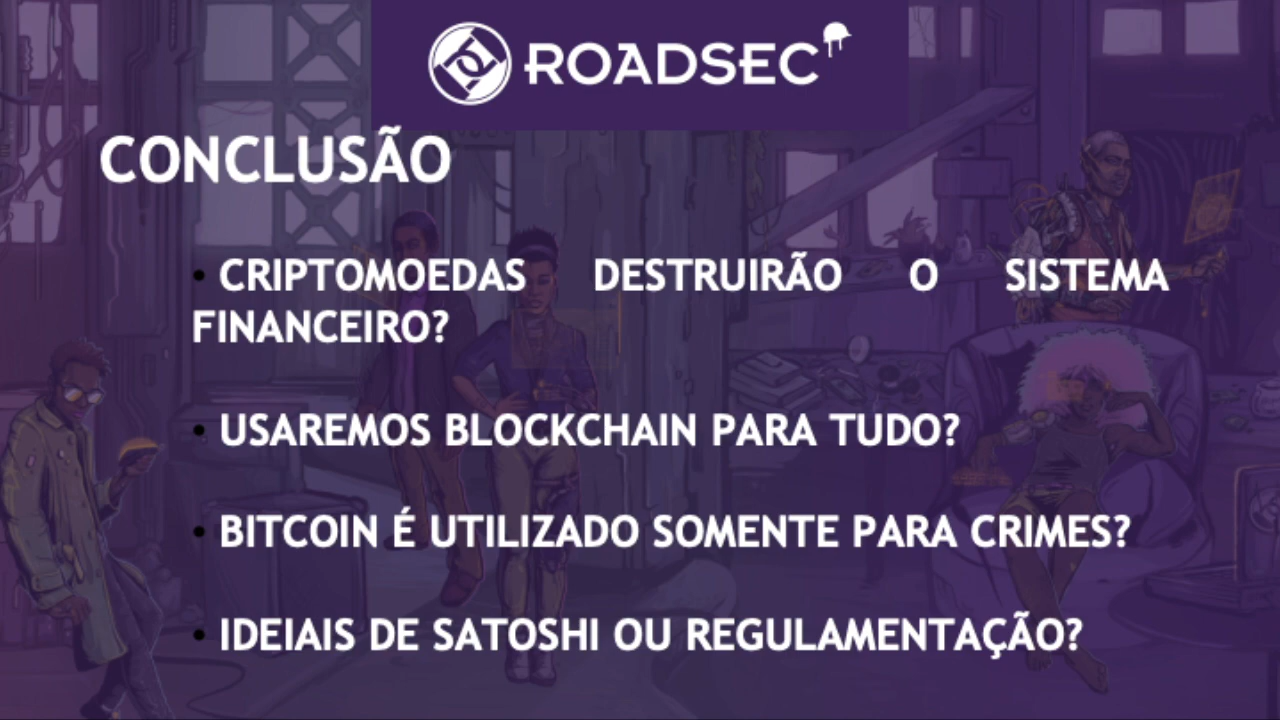 ROADSEC
CONCLUSÃO
• CRIPTOMOEDAS DESTRUIRÃO O SISTEMA
FINANCEIRO?
• USAREMOS BLOCKCHAIN PARA TUDO?
• BITCOIN É UTILIZADO SOMENTE PARA CRIMES?
• IDEIAIS DE SATOSHI OU REGULAMENTAÇÃO?